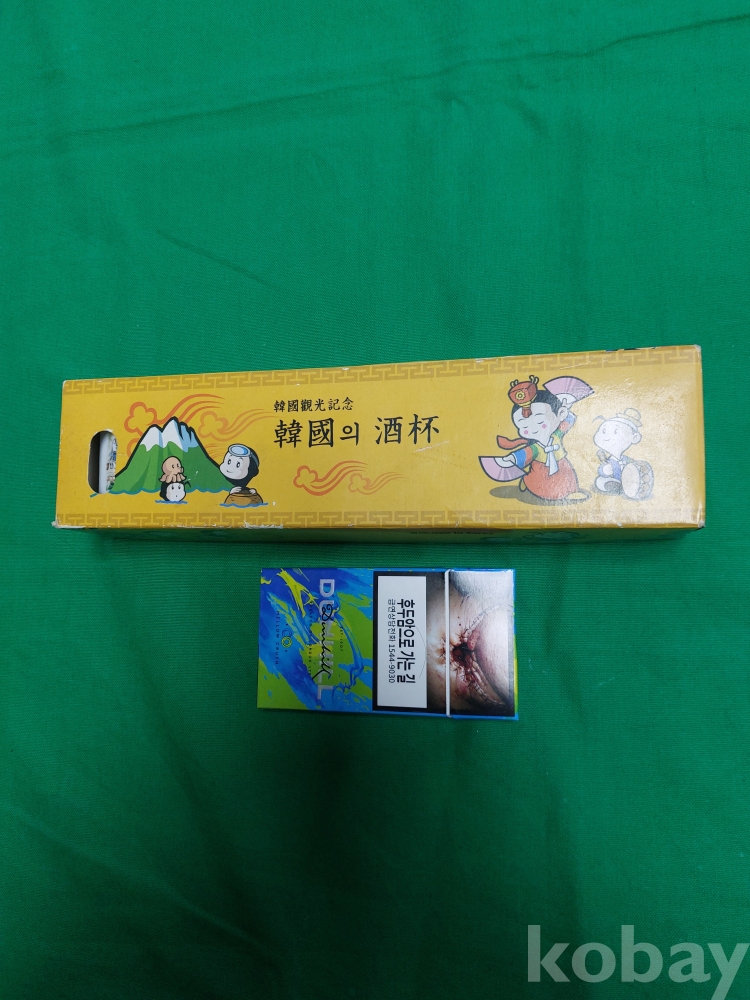 韓國觀光記念
韓國의 酒杯
후두암으로 가는 길
금연상담전화 1544-9030
kobay